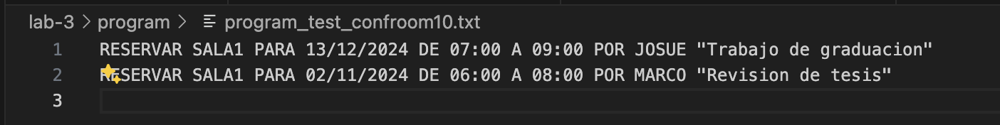 lab-3 > program > program_test_confroom10.txt
1 RESERVAR SALA1 PARA 13/12/2024 DE 07:00 A 09:00 POR JOSUE "Trabajo de graduacion"
2 RESERVAR SALA1 PARA 02/11/2024 DE 06:00 A 08:00 POR MARCO "Revision de tesis"
3